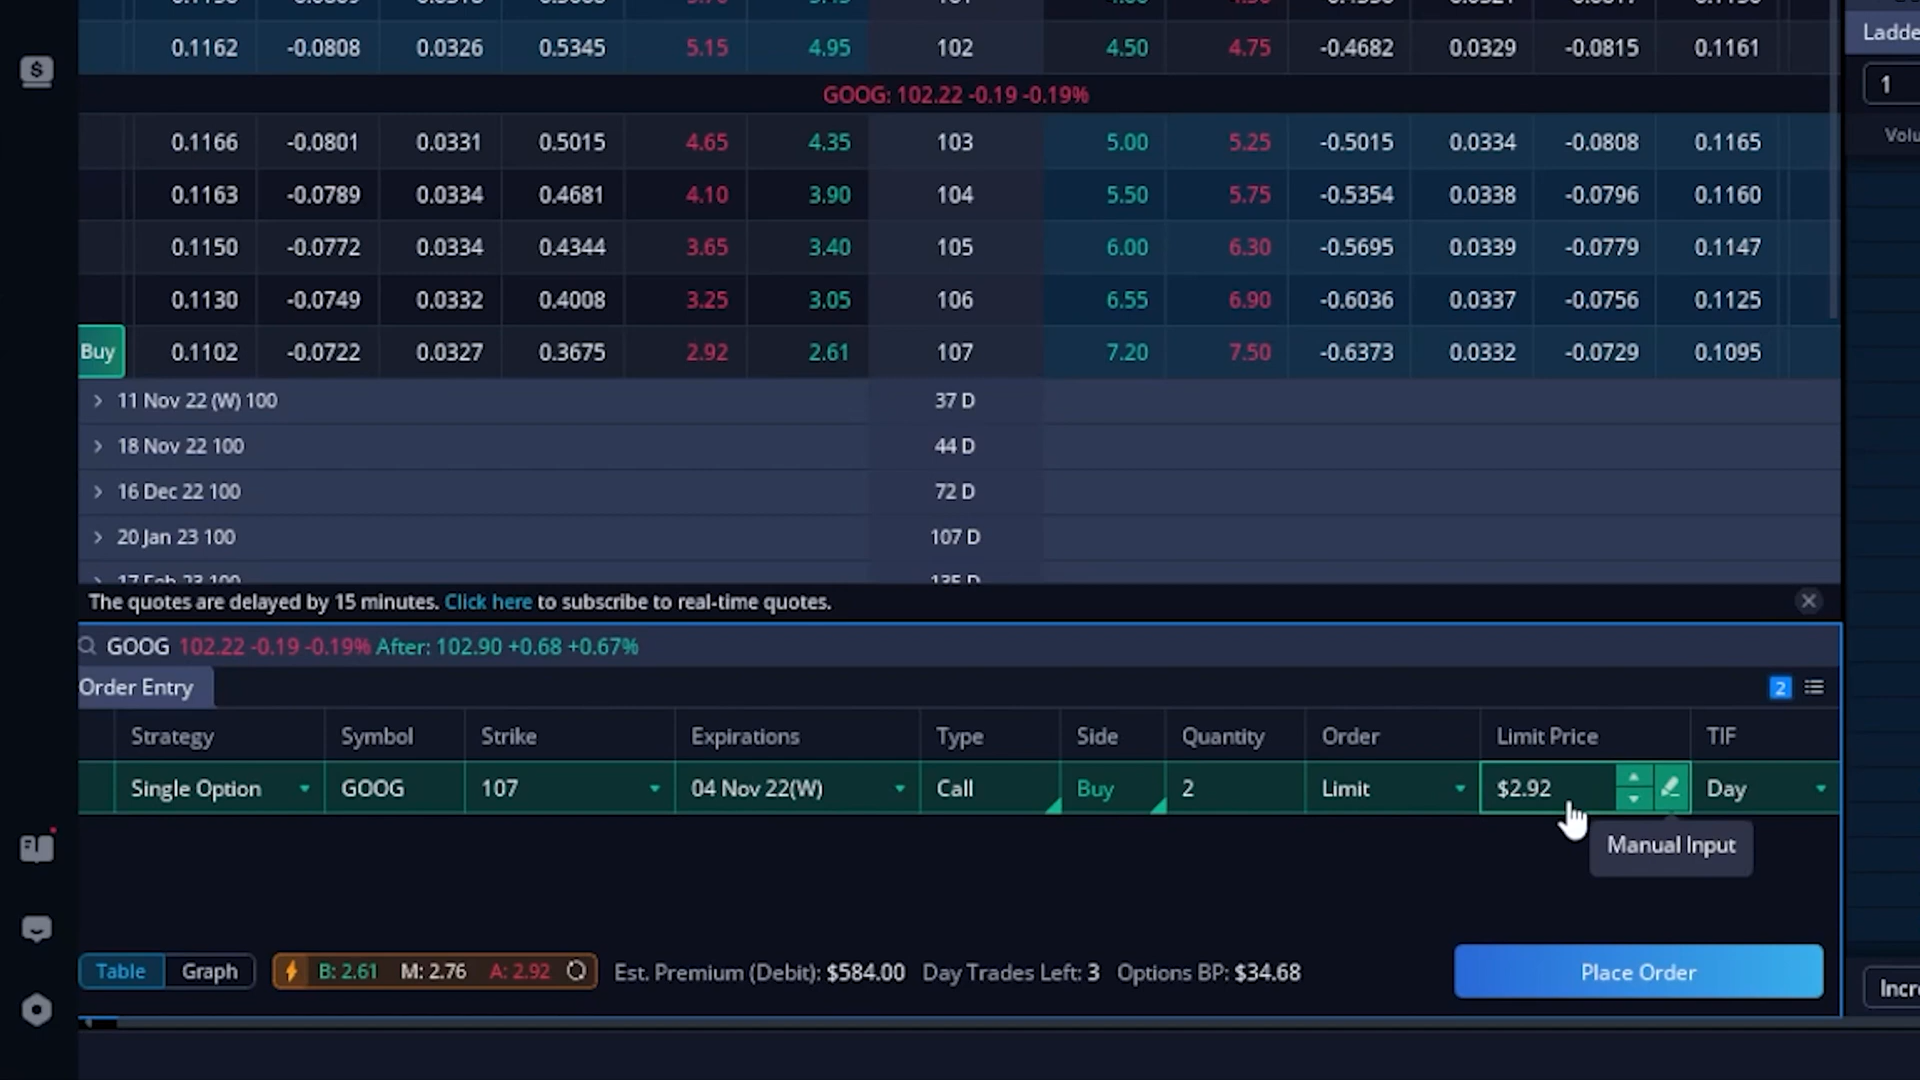 Ladde
0.1162 -0.0808 0.0326 0.5345 5.15 4.95 102 4.50 4.75 -0.4682 0.0329 -0.0815 0.1161
1
GOOG: 102.22 -0.19 -0.19%
Volu
0.1166 -0.0801 0.0331 0.5015 4.65 4.35 103 5.00 5.25 -0.5015 0.0334 -0.0808 0.1165
0.1163 -0.0789 0.0334 0.4681 4.10 3.90 104 5.50 5.75 -0.5354 0.0338 -0.0796 0.1160
0.1150 -0.0772 0.0334 0.4344 3.65 3.40 105 6.00 6.30 -0.5695 0.0339 -0.0779 0.1147
0.1130 -0.0749 0.0332 0.4008 3.25 3.05 106 6.55 6.90 -0.6036 0.0337 -0.0756 0.1125
Buy 0.1102 -0.0722 0.0327 0.3675 2.92 2.61 107 7.20 7.50 -0.6373 0.0332 -0.0729 0.1095
11 Nov 22 (W) 100 37 D
18 Nov 22 100 44 D
16 Dec 22 100 72 D
20 Jan 23 100 107 D
17 Feb 23 100 135 D
The quotes are delayed by 15 minutes. Click here to subscribe to real-time quotes.
GOOG 102.22 -0.19 -0.19% After: 102.90 +0.68 +0.67%
Order Entry 2
Strategy Symbol Strike Expirations Type Side Quantity Order Limit Price TIF
Single Option GOOG 107 04 Nov 22(W) Call Buy 2 Limit $2.92 Day
Manual Input
Table Graph B: 2.61 M: 2.76 A: 2.92 Est. Premium (Debit): $584.00 Day Trades Left: 3 Options BP: $34.68 Place Order
Incre